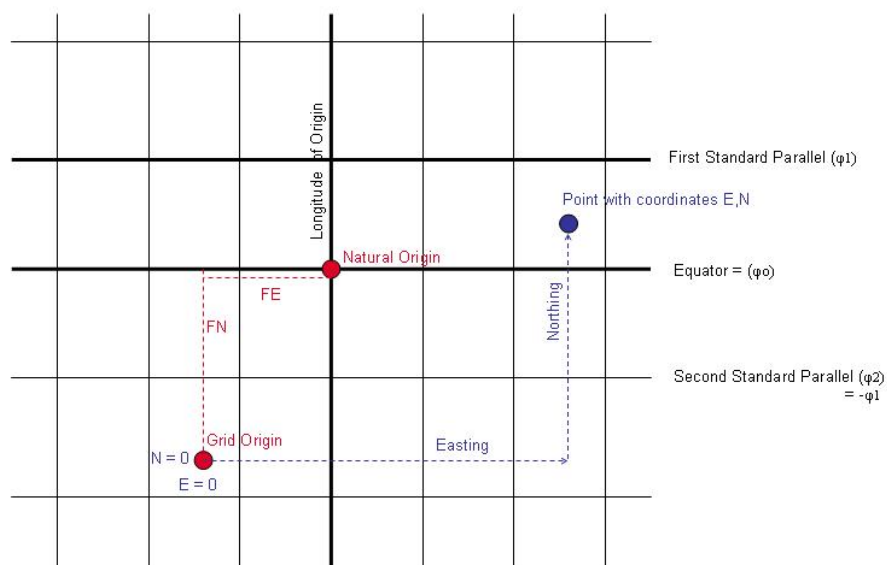 Longitude of Origin
First Standard Parallel (φ1)
Point with coordinates E,N
Natural Origin
Equator = (φo)
FE
FN
Northing
Second Standard Parallel (φ2)
= -φ1
Grid Origin
Easting
N = 0
E = 0